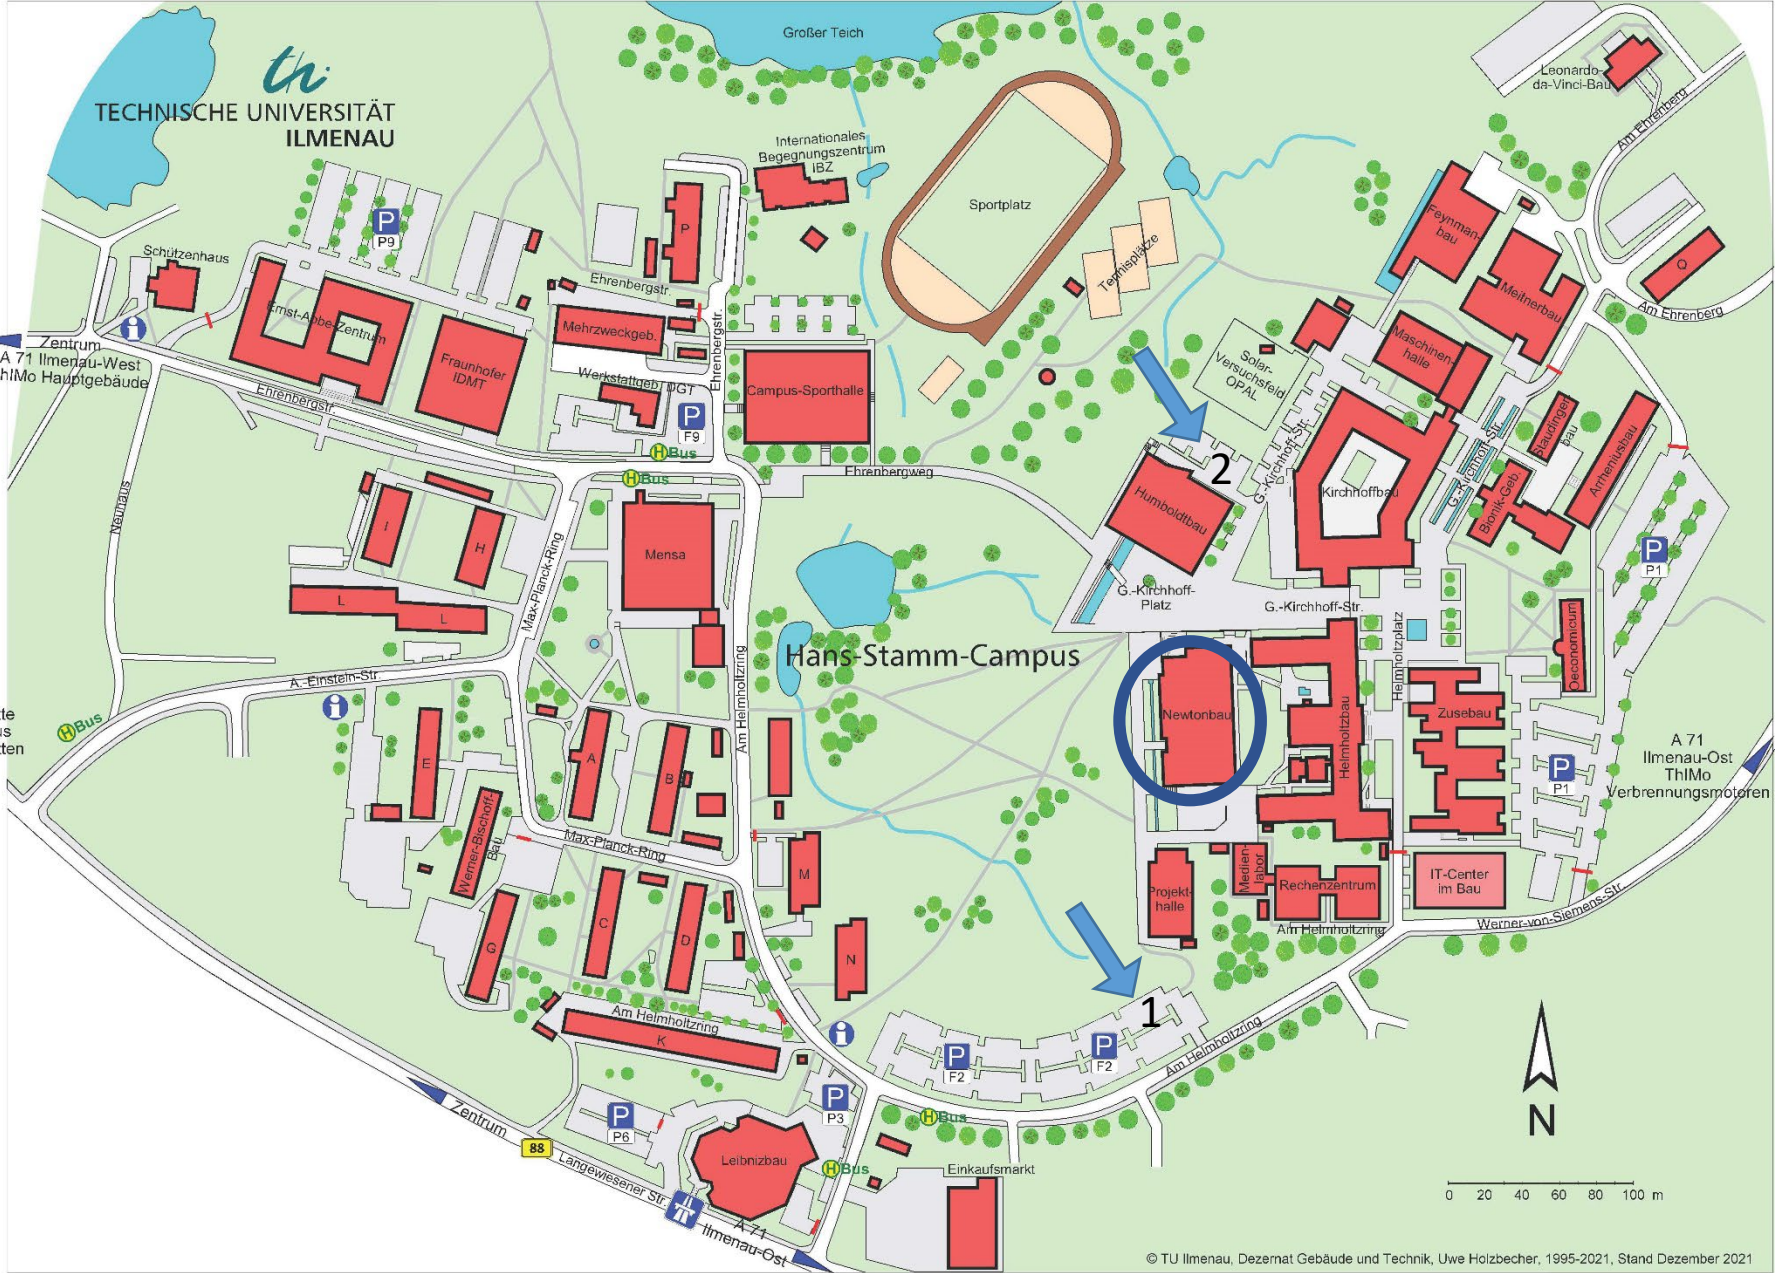 Großer Teich
TECHNISCHE UNIVERSITÄT
ILMENAU
Leonardo-
da-Vinci-Bau
Am Ehrenberg
Internationales
Begegnungszentrum
IBZ
Sportplatz
Tennisplätze
Feynman-
bau
Meitnerbau
Q
Am Ehrenberg
P
P9
P
Schützenhaus
Ehrenbergstr.
Ernst-Abbe-Zentrum
Mehrzweckgeb.
Zentrum
A 71 Ilmenau-West
hIMo Hauptgebäude
Fraunhofer
IDMT
Ehrenbergstr.
Werkstattgeb. DGT
Campus-Sporthalle
Maschinen-
halle
Solar-
Versuchsfeld
OPAL
Ehrenbergstr.
P
F9
H Bus
H Bus
Ehrenbergweg
2
G.-Kirchhoff-Str.
Humboldtbau
Kirchhoffbau
G.-Kirchhoff-Str.
Staudinger
bau
Bionik-Geb.
Arrheniusbau
P
P1
Neuhaus
I
H
L
L
Max-Planck-Ring
Mensa
G.-Kirchhoff-
Platz
G.-Kirchhoff-Str.
Helmholtzplatz
Oeconomicum
Hans-Stamm-Campus
A.-Einstein-Str.
H Bus
tte
us
tten
Am Helmholtzring
Newtonbau
Helmholtzbau
Zusebau
P
P1
A 71
Ilmenau-Ost
ThIMo
Verbrennungsmotoren
E
A
B
Werner-Bischoff-
Bau
Max-Planck-Ring
M
Projekt-
halle
Medien-
labor
Rechenzentrum
IT-Center
im Bau
Am Helmholtzring
Werner-von-Siemens-Str.
G
C
D
N
Am Helmholtzring
K
1
P
F2
P
F2
Am Helmholtzring
N
P
P3
P
P6
H Bus
Zentrum
88
Langewiesener Str.
Leibnizbau
H Bus
Einkaufsmarkt
A 71
Ilmenau-Ost
0 20 40 60 80 100 m
© TU Ilmenau, Dezernat Gebäude und Technik, Uwe Holzbecher, 1995-2021, Stand Dezember 2021